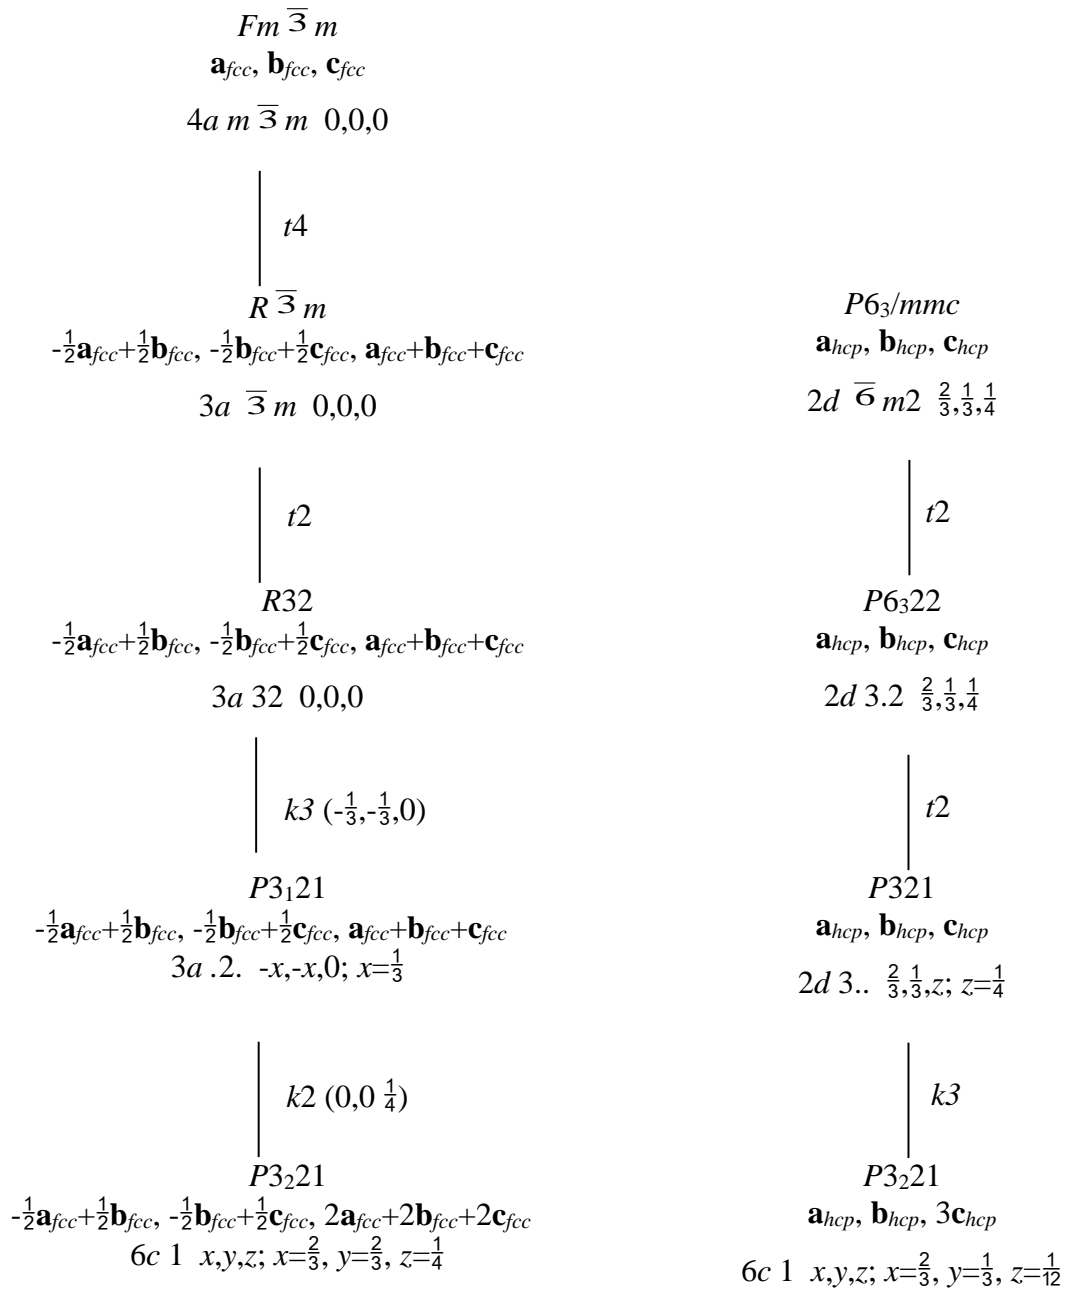 Fm3̅m
a_fcc, b_fcc, c_fcc
4a m3̅m 0,0,0
t4
R3̅m
-½a_fcc+½b_fcc, -½b_fcc+½c_fcc, a_fcc+b_fcc+c_fcc
3a 3̅m 0,0,0
t2
R32
-½a_fcc+½b_fcc, -½b_fcc+½c_fcc, a_fcc+b_fcc+c_fcc
3a 32 0,0,0
k3 (-⅓,-⅓,0)
P3₁21
-½a_fcc+½b_fcc, -½b_fcc+½c_fcc, a_fcc+b_fcc+c_fcc
3a .2. -x,-x,0; x=⅓
k2 (0,0 ¼)
P3₂21
-½a_fcc+½b_fcc, -½b_fcc+½c_fcc, 2a_fcc+2b_fcc+2c_fcc
6c 1 x,y,z; x=⅔, y=⅔, z=¼
P6₃/mmc
a_hcp, b_hcp, c_hcp
2d 6̅m2 ⅔,⅓,¼
t2
P6₃22
a_hcp, b_hcp, c_hcp
2d 3.2 ⅔,⅓,¼
t2
P321
a_hcp, b_hcp, c_hcp
2d 3.. ⅔,⅓,z; z=¼
k3
P3₂21
a_hcp, b_hcp, 3c_hcp
6c 1 x,y,z; x=⅔, y=⅓, z=1/12